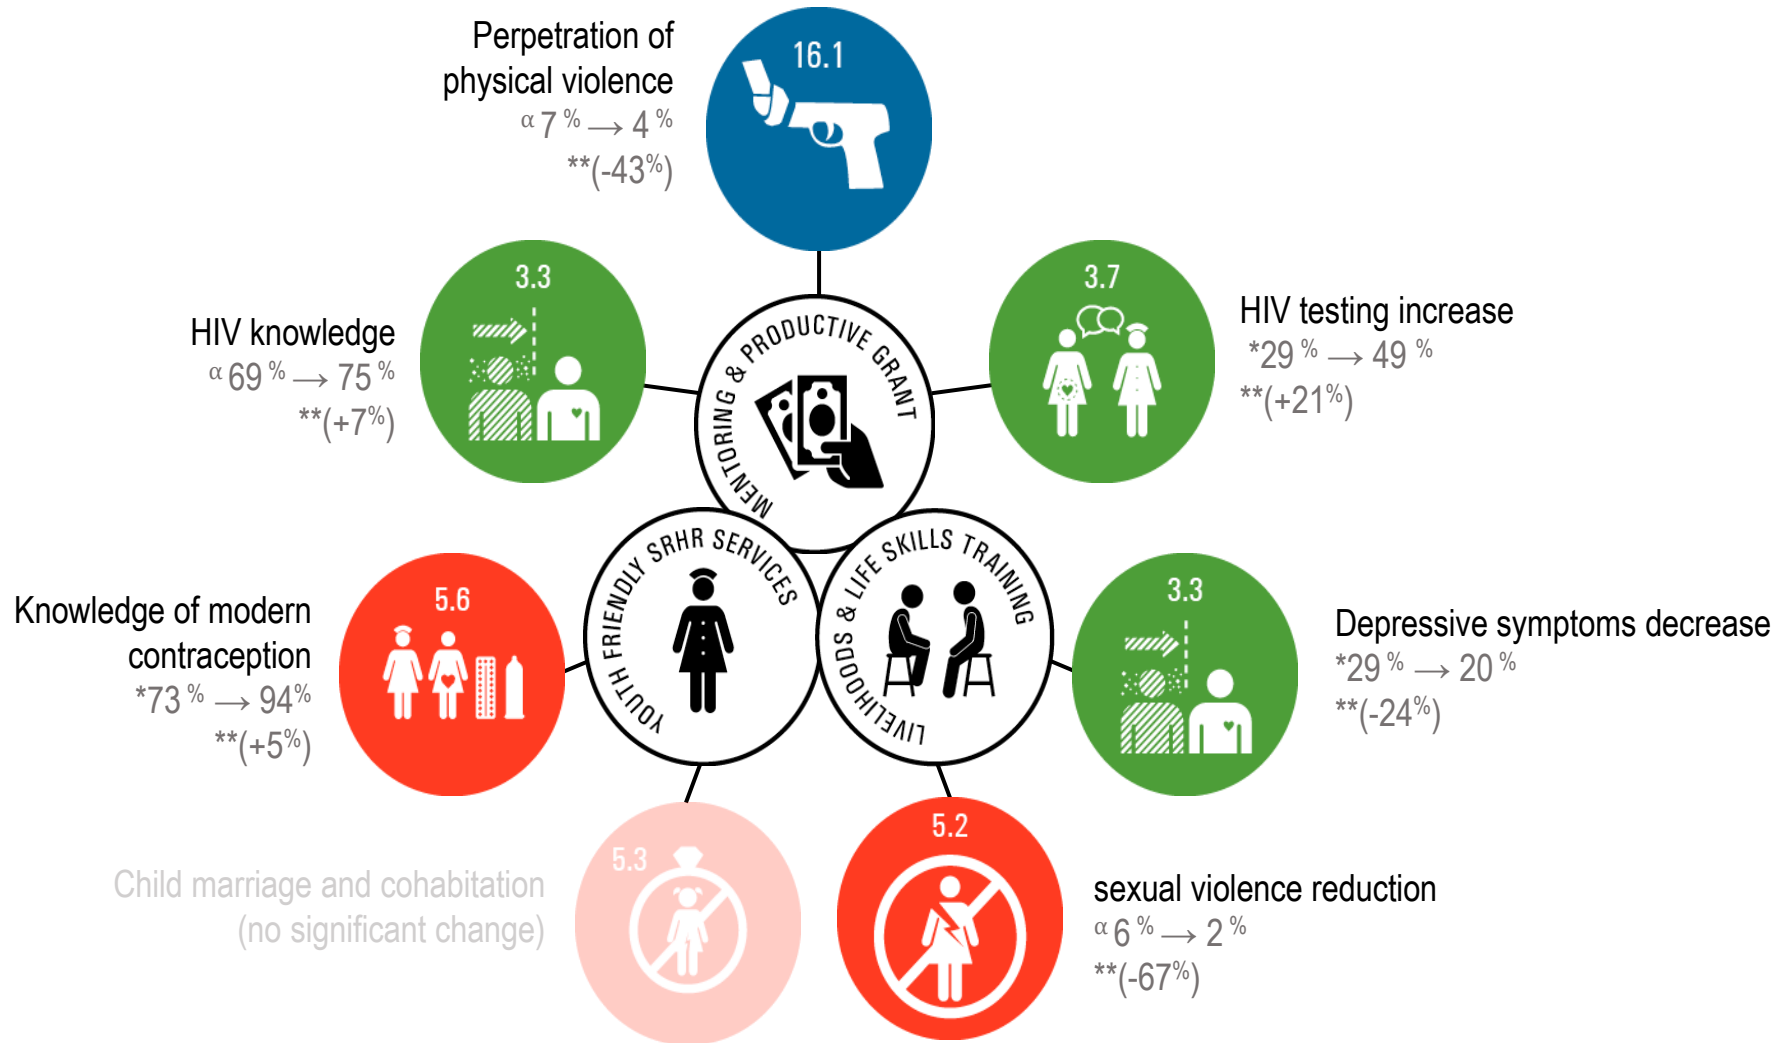 Perpetration of
physical violence
α 7 % → 4 %
**(-43%)
16.1
HIV knowledge
α 69 % → 75 %
**(+7%)
3.3
3.7
HIV testing increase
*29 % → 49 %
**(+21%)
MENTORING & PRODUCTIVE GRANT
YOUTH FRIENDLY SRHR SERVICES
LIVELIHOODS & LIFE SKILLS TRAINING
Knowledge of modern
contraception
*73 % → 94%
**(+5%)
5.6
3.3
Depressive symptoms decrease
*29 % → 20 %
**(-24%)
Child marriage and cohabitation
(no significant change)
5.3
5.2
sexual violence reduction
α 6 % → 2 %
**(-67%)